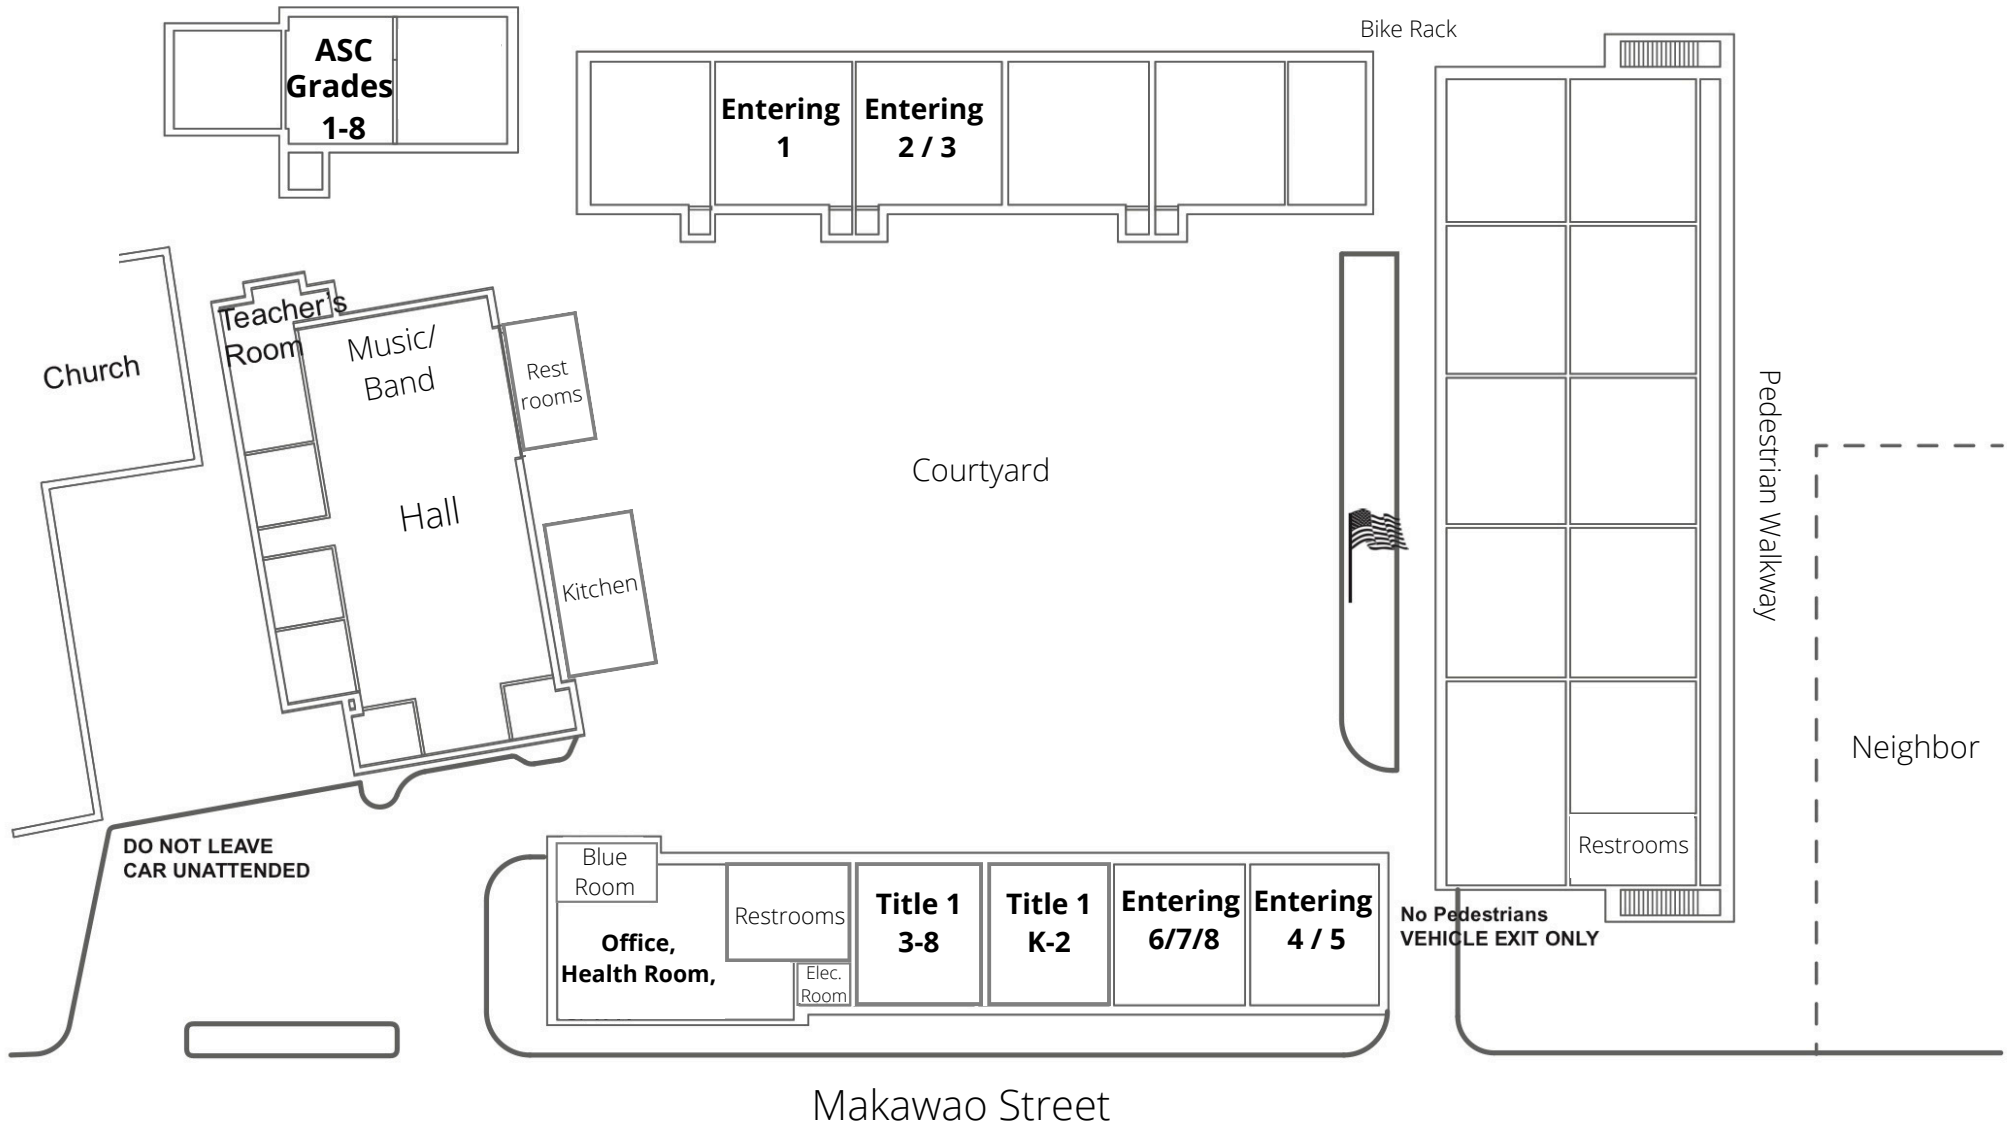 Bike Rack
ASC
Grades
1-8
Entering
1
Entering
2 / 3
Teacher's
Room
Music/
Band
Church
Rest
rooms
Hall
Kitchen
Courtyard
Pedestrian Walkway
Neighbor
DO NOT LEAVE
CAR UNATTENDED
Blue
Room
Office,
Health Room,
Restrooms
Elec.
Room
Title 1
3-8
Title 1
K-2
Entering
6/7/8
Entering
4 / 5
Restrooms
No Pedestrians
VEHICLE EXIT ONLY
Makawao Street